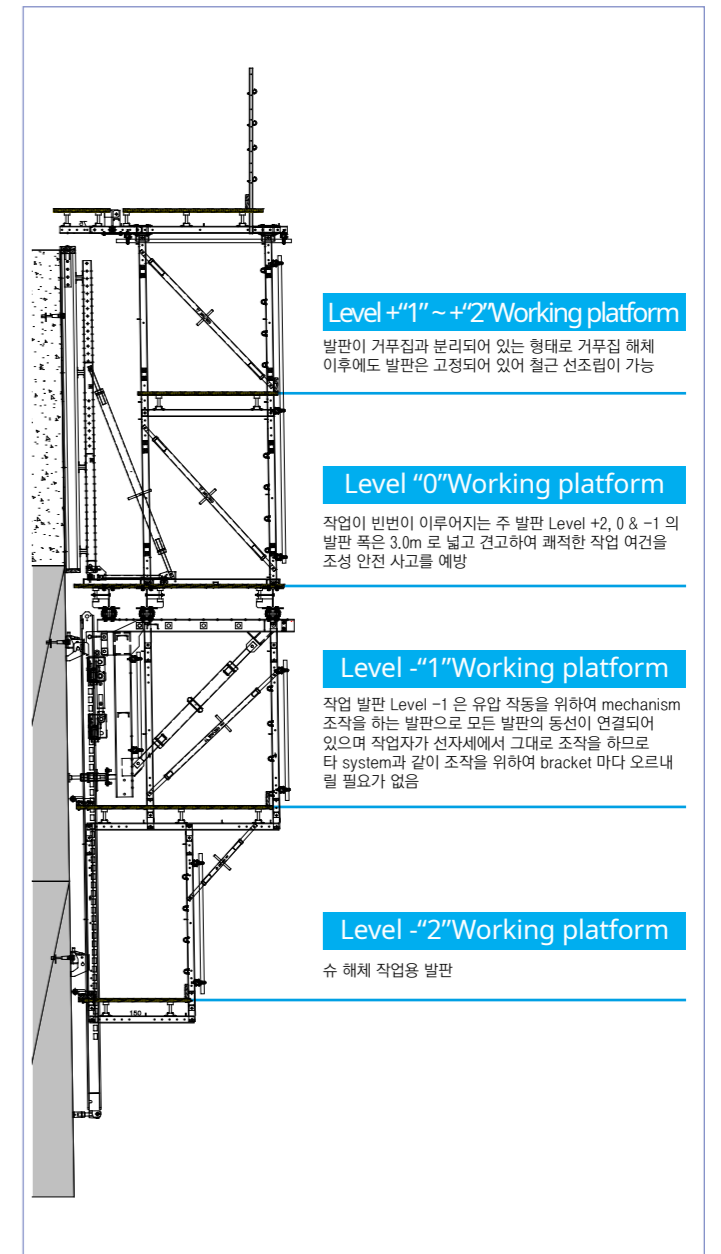 Level +“1” ~ +“2”Working platform
발판이 거푸집과 분리되어 있는 형태로 거푸집 해체
이후에도 발판은 고정되어 있어 철근 선조립이 가능
Level “0”Working platform
작업이 빈번이 이루어지는 주 발판 Level +2, 0 & -1 의
발판 폭은 3.0m 로 넓고 견고하여 쾌적한 작업 여건을
조성 안전 사고를 예방
Level -“1”Working platform
작업 발판 Level -1 은 유압 작동을 위하여 mechanism
조작을 하는 발판으로 모든 발판의 동선이 연결되어
있으며 작업자가 선자세에서 그대로 조작을 하므로
타 system과 같이 조작을 위하여 bracket 마다 오르내
릴 필요가 없음
Level -“2”Working platform
슈 해체 작업용 발판
150